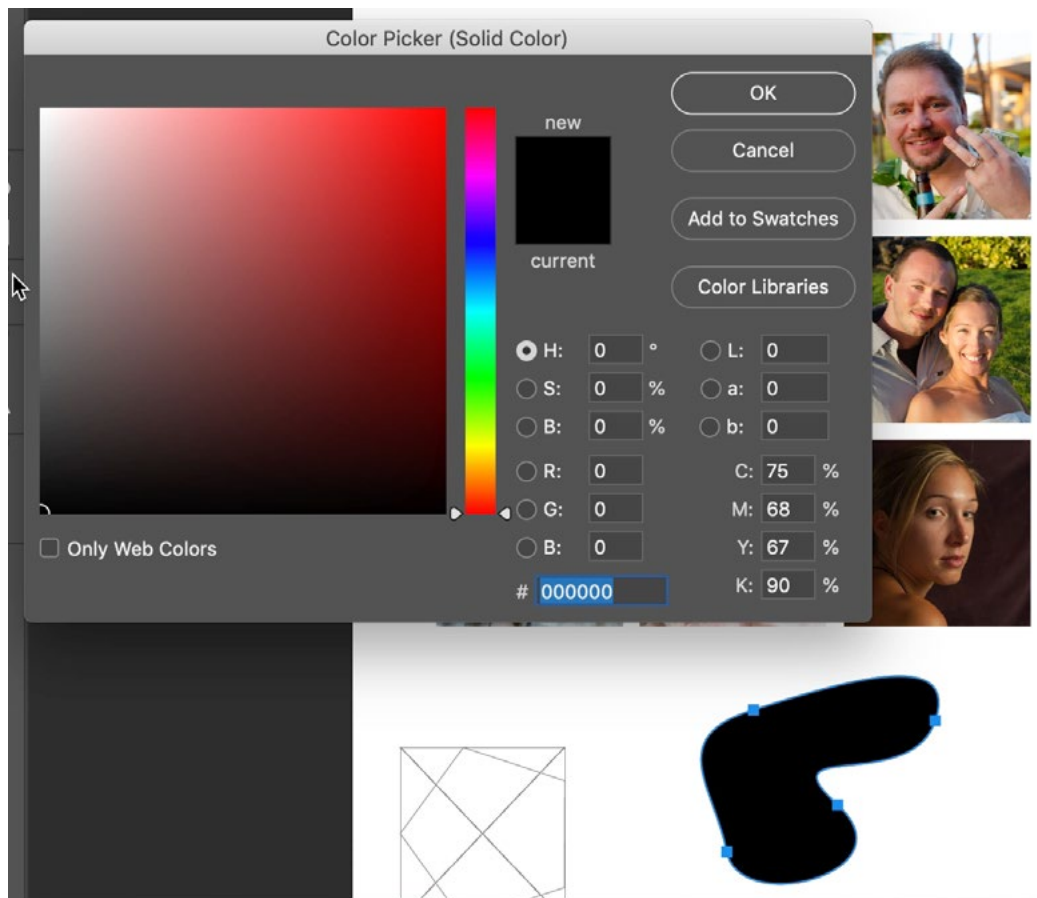 Color Picker (Solid Color)
new
current
OK
Cancel
Add to Swatches
Color Libraries
H: 0 °
S: 0 %
B: 0 %
R: 0
G: 0
B: 0
# 000000
L: 0
a: 0
b: 0
C: 75 %
M: 68 %
Y: 67 %
K: 90 %
Only Web Colors